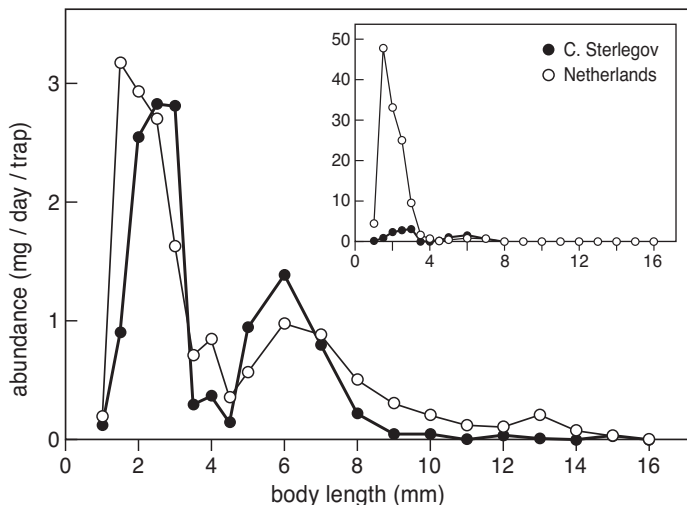 abundance (mg / day / trap)
3
2
1
0
0 2 4 6 8 10 12 14 16
body length (mm)
50
40
30
20
10
0
0 4 8 12 16
C. Sterlegov
Netherlands